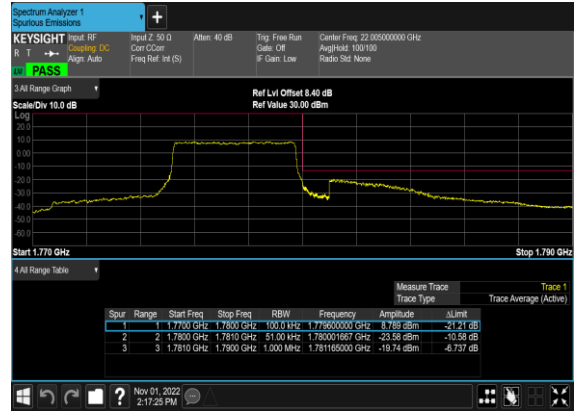 Spectrum Analyzer 1
Spurious Emissions
+
KEYSIGHT Input: RF Input Z: 50 Ω Atten: 40 dB Trig: Free Run Center Freq: 22.005000000 GHz
R T Coupling: DC Corr CCorr Gate: Off Avg|Hold: 100/100
Align: Auto Freq Ref: Int (S) IF Gain: Low Radio Std: None
LM PASS
3 All Range Graph
Ref Lvl Offset 8.40 dB
Scale/Div 10.0 dB Ref Value 30.00 dBm
Log
20.0
10.0
0.00
-10.0
-20.0
-30.0
-40.0
-50.0
-60.0
Start 1.770 GHz Stop 1.790 GHz
4 All Range Table
Measure Trace Trace 1
Trace Type Trace Average (Active)
Spur Range Start Freq Stop Freq RBW Frequency Amplitude ΔLimit
1 1 1.7700 GHz 1.7800 GHz 100.0 kHz 1.779600000 GHz 8.789 dBm -21.21 dB
2 2 1.7800 GHz 1.7810 GHz 51.00 kHz 1.780001667 GHz -23.58 dBm -10.58 dB
3 3 1.7810 GHz 1.7900 GHz 1.000 MHz 1.781165000 GHz -19.74 dBm -6.737 dB
? Nov 01, 2022
2:17:25 PM